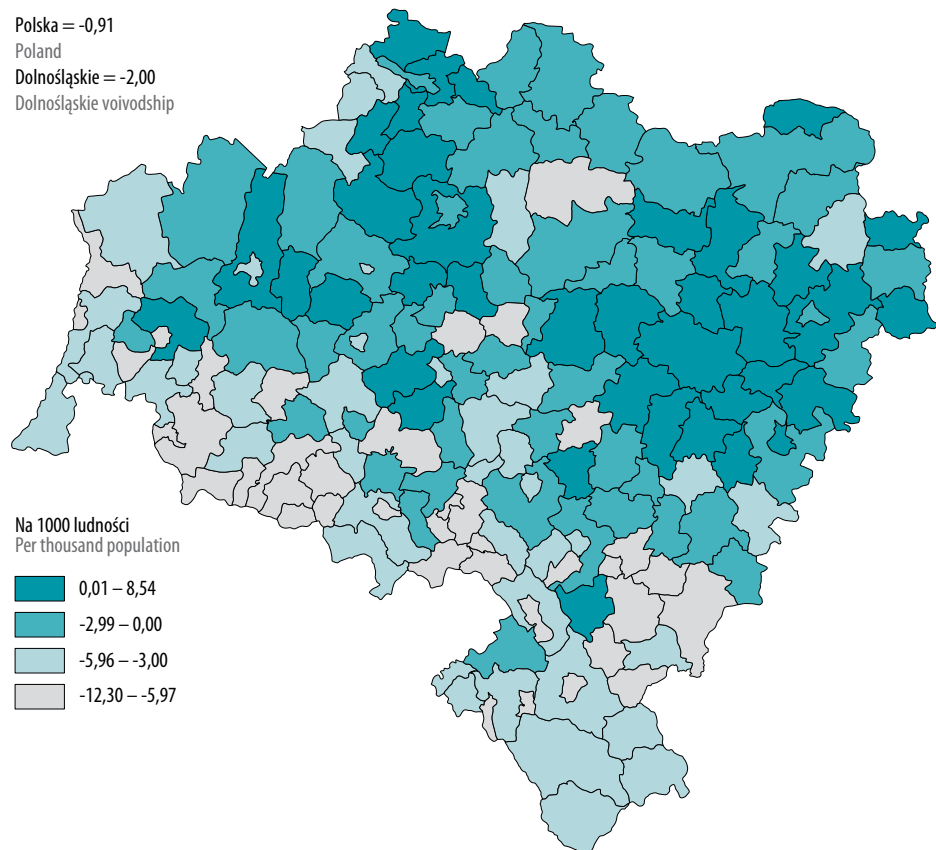 Polska = -0,91
Poland
Dolnośląskie = -2,00
Dolnośląskie voivodship
Na 1000 ludności
Per thousand population
0,01 – 8,54
-2,99 – 0,00
-5,96 – -3,00
-12,30 – -5,97